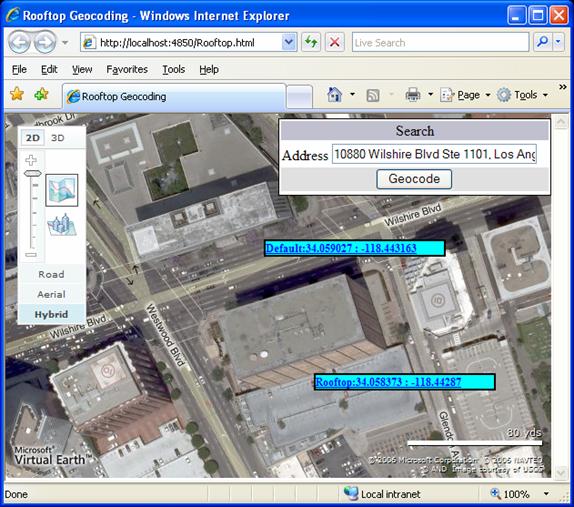 Rooftop Geocoding - Windows Internet Explorer
http://localhost:4850/Rooftop.html
Live Search
File Edit View Favorites Tools Help
Rooftop Geocoding
Page Tools »
2D 3D
Search
Address 10880 Wilshire Blvd Ste 1101, Los Ang
Geocode
Wilshire Blvd
Default:34.059027 : -118.443163
Road
Aerial
Hybrid
Wilshire Blvd.
Westwood Blvd
Rooftop:34.058373 : -118.44287
80 yds
Microsoft®
Virtual Earth™
© 2006 Microsoft Corporation © 2006 NAVTEQ
© AND Image courtesy of USGS
Done Local intranet 100%